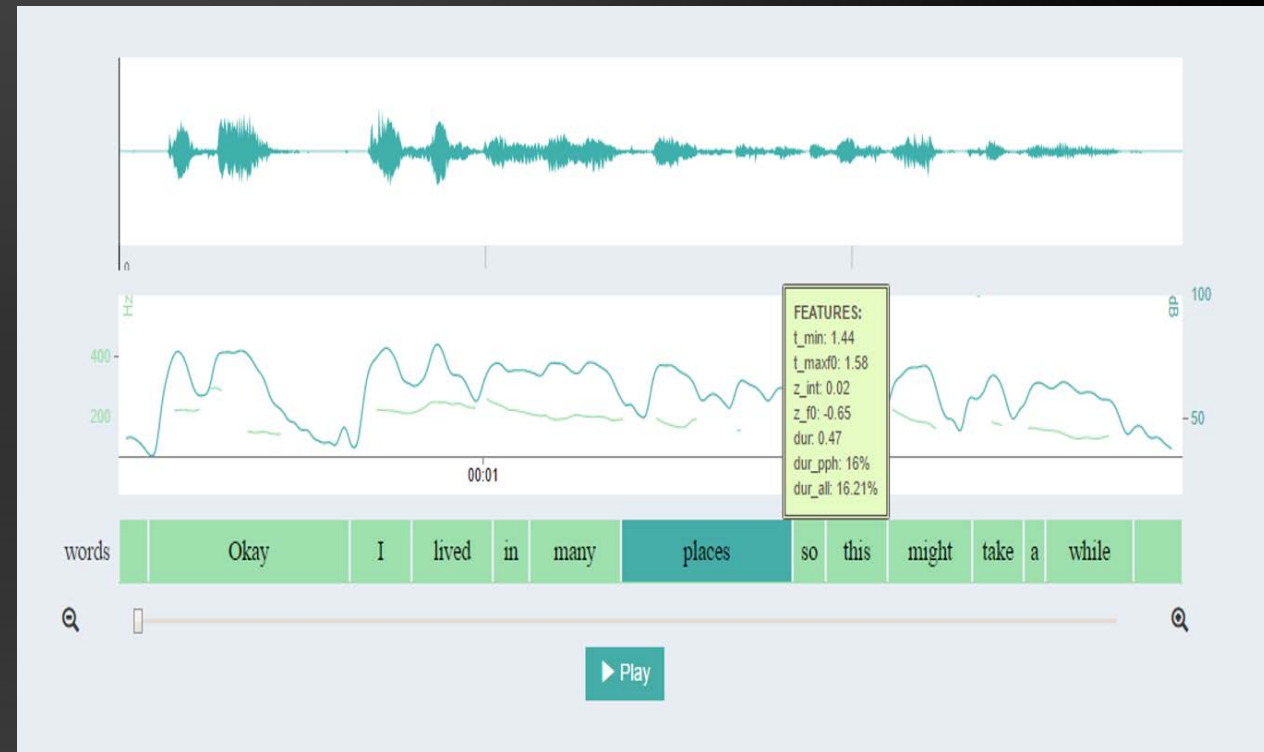 0
Hz
dB
100
400
200
50
00:01
FEATURES:
t_min: 1.44
t_maxf0: 1.58
z_int: 0.02
z_f0: -0.65
dur: 0.47
dur_pph: 16%
dur_all: 16.21%
words Okay I lived in many places so this might take a while
Play